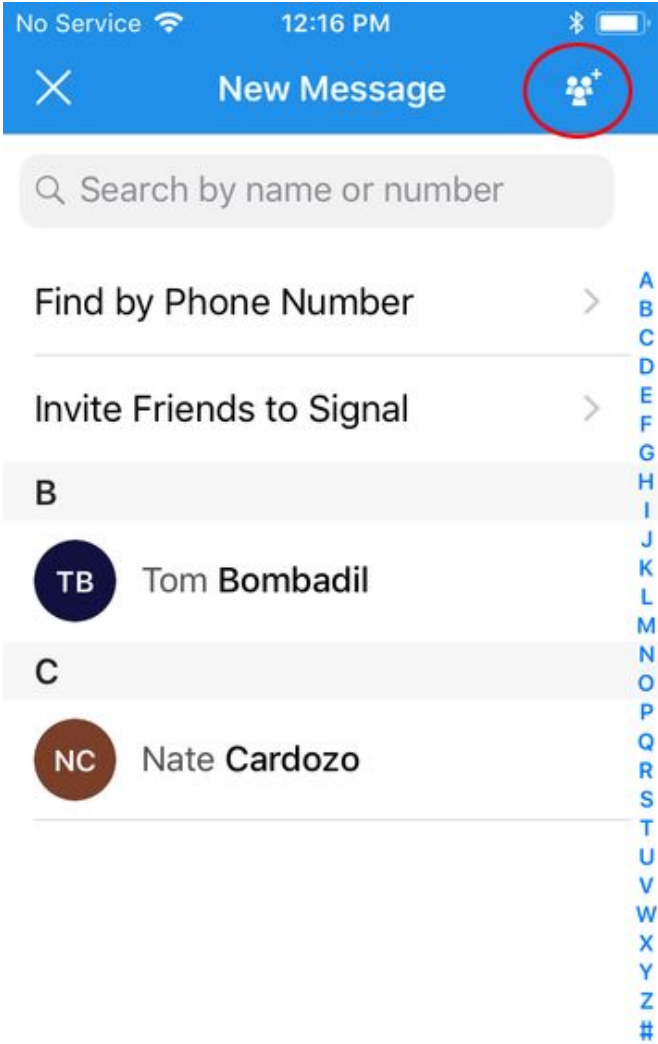 No Service 12:16 PM
New Message
Search by name or number
Find by Phone Number
Invite Friends to Signal
B
TB Tom Bombadil
C
NC Nate Cardozo
A
B
C
D
E
F
G
H
I
J
K
L
M
N
O
P
Q
R
S
T
U
V
W
X
Y
Z
#